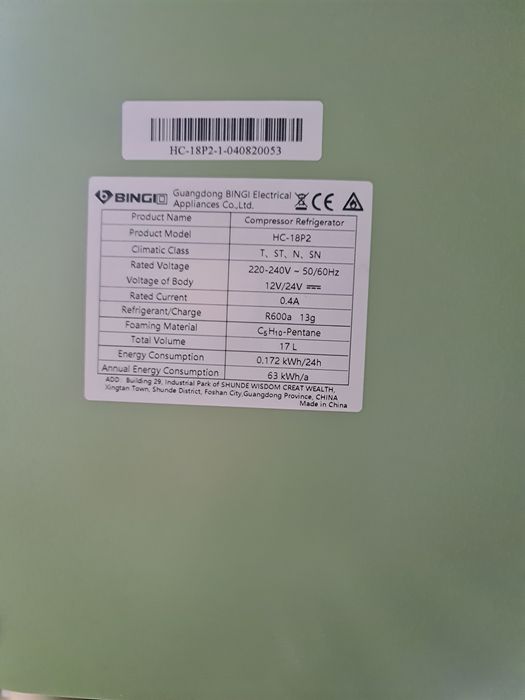 HC-18P2-1-040820053
BINGI Guangdong BINGI Electrical
Appliances Co.,Ltd.
CE
Product Name Compressor Refrigerator
Product Model HC-18P2
Climatic Class T、ST、N、SN
Rated Voltage 220-240V ~ 50/60Hz
Voltage of Body 12V/24V ⎓
Rated Current 0.4A
Refrigerant/Charge R600a 13g
Foaming Material C5H10-Pentane
Total Volume 17 L
Energy Consumption 0.172 kWh/24h
Annual Energy Consumption 63 kWh/a
ADD: Building 29, Industrial Park of SHUNDE WISDOM CREAT WEALTH,
Xingtan Town, Shunde District, Foshan City,Guangdong Province, CHINA
Made in China